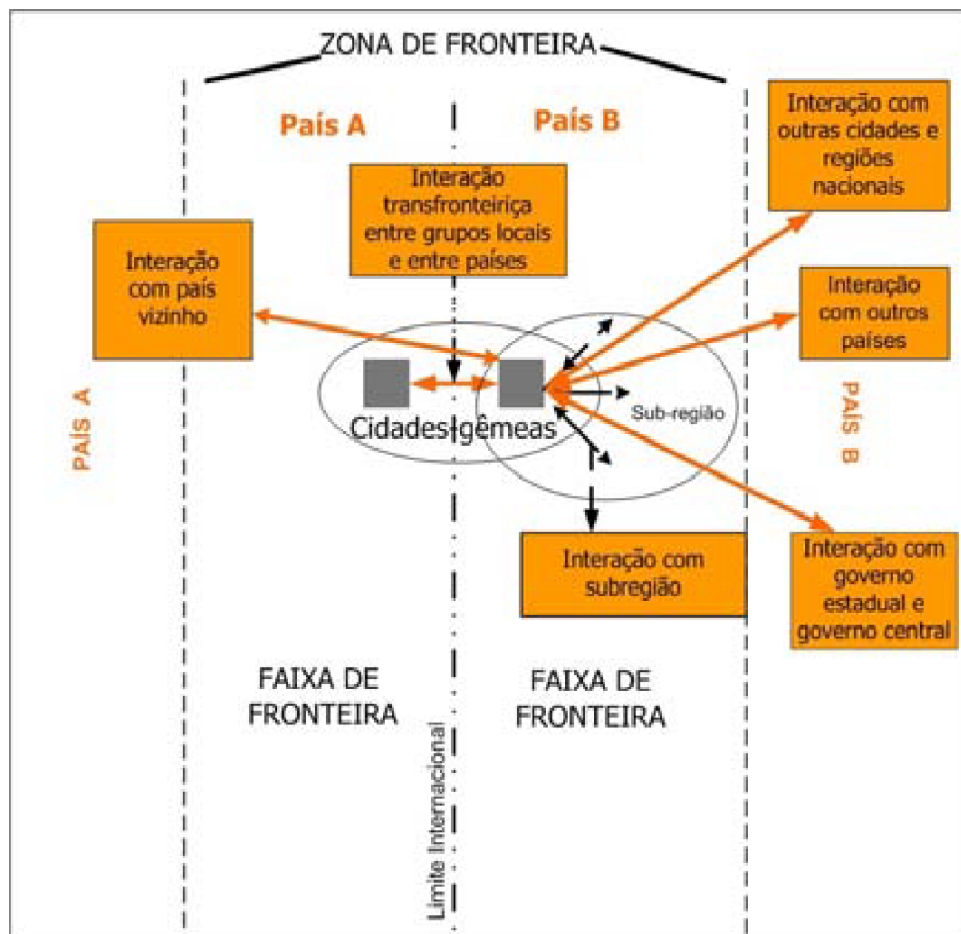 ZONA DE FRONTEIRA
País A
País B
Interação com
outras cidades e
regiões
nacionais
Interação
transfronteiriça
entre grupos locais
e entre países
Interação
com país
vizinho
Interação
com outros
países
PAÍS A
Cidades-gêmeas
Sub-região
PAÍS B
Interação com
subregião
Interação com
governo
estadual e
governo central
FAIXA DE
FRONTEIRA
FAIXA DE
FRONTEIRA
Limite Internacional